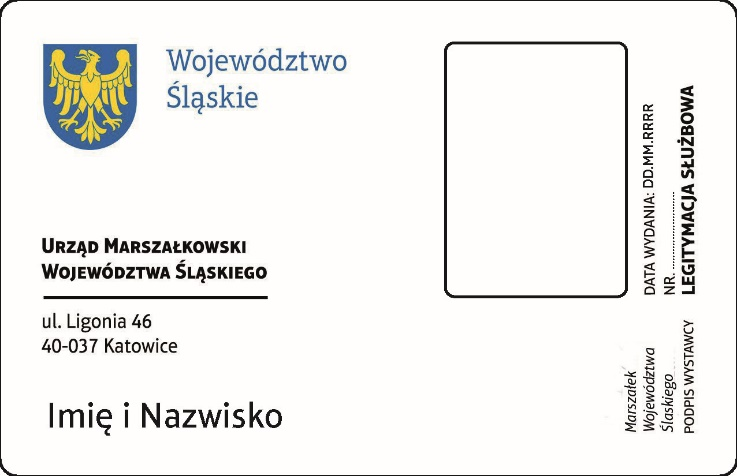 Województwo
Śląskie
Urząd Marszałkowski
Województwa Śląskiego
ul. Ligonia 46
40-037 Katowice
Imię i Nazwisko
DATA WYDANIA: DD.MM.RRRR
NR. ........................
LEGITYMACJA SŁUŻBOWA
Marszałek
Województwa
Ślaskiego
PODPIS WYSTAWCY